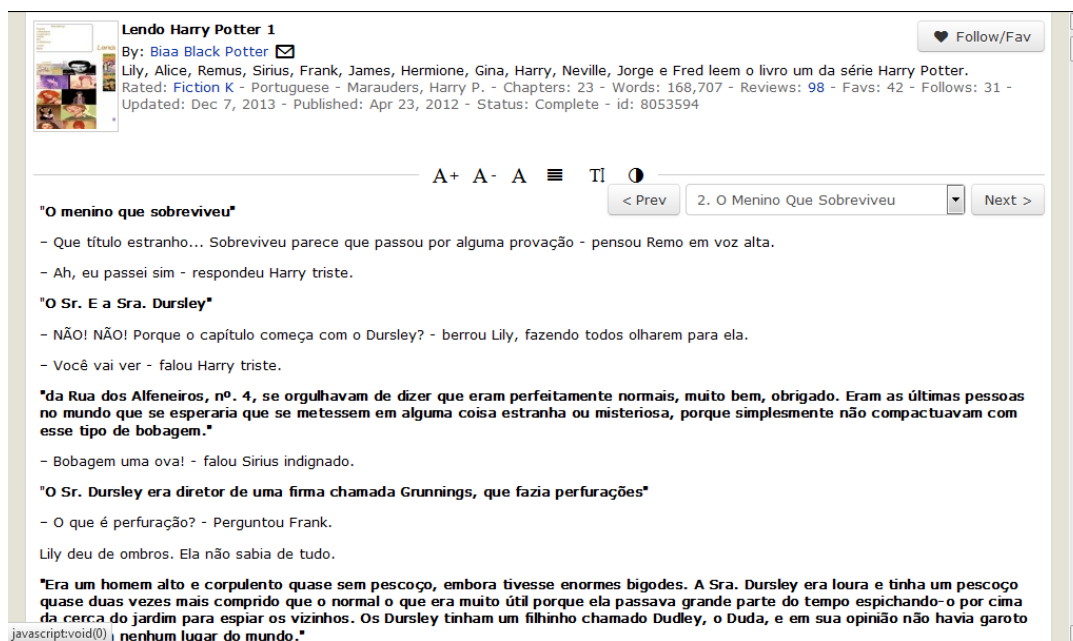 Lendo Harry Potter 1
Follow/Fav
By: Biaa Black Potter
Lily, Alice, Remus, Sirius, Frank, James, Hermione, Gina, Harry, Neville, Jorge e Fred leem o livro um da série Harry Potter.
Rated: Fiction K - Portuguese - Marauders, Harry P. - Chapters: 23 - Words: 168,707 - Reviews: 98 - Favs: 42 - Follows: 31 -
Updated: Dec 7, 2013 - Published: Apr 23, 2012 - Status: Complete - id: 8053594
A+ A- A TI
< Prev 2. O Menino Que Sobreviveu Next >
"O menino que sobreviveu"
– Que título estranho... Sobreviveu parece que passou por alguma provação - pensou Remo em voz alta.
– Ah, eu passei sim - respondeu Harry triste.
"O Sr. E a Sra. Dursley"
– NÃO! NÃO! Porque o capítulo começa com o Dursley? - berrou Lily, fazendo todos olharem para ela.
– Você vai ver - falou Harry triste.
"da Rua dos Alfeneiros, nº. 4, se orgulhavam de dizer que eram perfeitamente normais, muito bem, obrigado. Eram as últimas pessoas
no mundo que se esperaria que se metessem em alguma coisa estranha ou misteriosa, porque simplesmente não compactuavam com
esse tipo de bobagem."
– Bobagem uma ova! - falou Sirius indignado.
"O Sr. Dursley era diretor de uma firma chamada Grunnings, que fazia perfurações"
– O que é perfuração? - Perguntou Frank.
Lily deu de ombros. Ela não sabia de tudo.
"Era um homem alto e corpulento quase sem pescoço, embora tivesse enormes bigodes. A Sra. Dursley era loura e tinha um pescoço
quase duas vezes mais comprido que o normal o que era muito útil porque ela passava grande parte do tempo espichando-o por cima
da cerca do jardim para espiar os vizinhos. Os Dursley tinham um filhinho chamado Dudley, o Duda, e em sua opinião não havia garoto
nenhum lugar do mundo."
javascript:void(0)